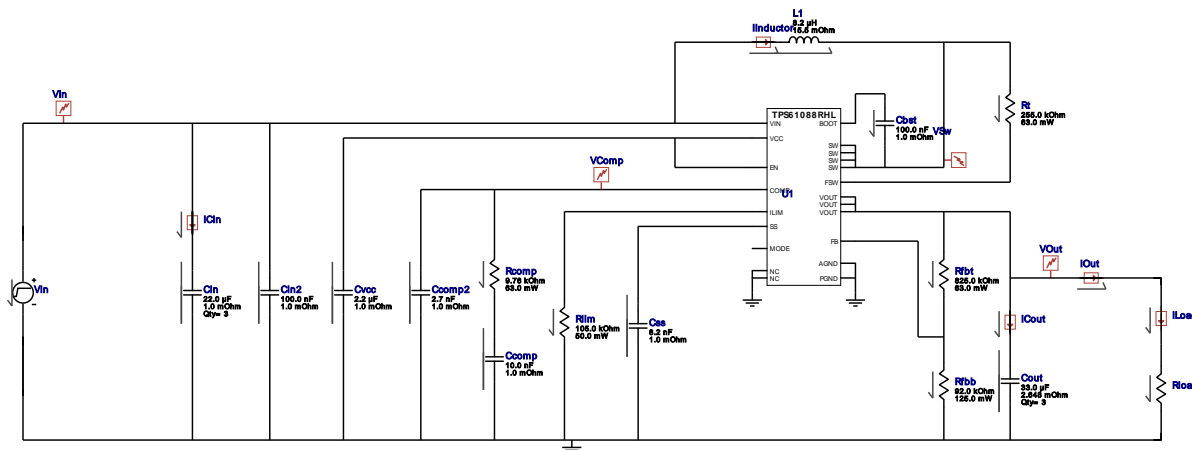 L1
8.2 µH
15.5 mOhm
IInductor
Vin
TPS61088RHL
VIN
BOOT
VCC
SW
SW
SW
SW
EN
FSW
COMP
U1
VOUT
VOUT
VOUT
ILIM
SS
FB
MODE
AGND
NC
NC
PGND
Cbst
100.0 nF
1.0 mOhm
VSw
Rt
255.0 kOhm
63.0 mW
VComp
ICin
Vin
Cin
22.0 µF
1.0 mOhm
Qty= 3
Cin2
100.0 nF
1.0 mOhm
Cvcc
2.2 µF
1.0 mOhm
Ccomp2
2.7 nF
1.0 mOhm
Rcomp
9.76 kOhm
63.0 mW
Ccomp
10.0 nF
1.0 mOhm
Rlim
105.0 kOhm
50.0 mW
Css
8.2 nF
1.0 mOhm
Rfbt
825.0 kOhm
63.0 mW
Rfbb
92.0 kOhm
125.0 mW
VOut
IOut
ICout
Cout
33.0 µF
2.645 mOhm
Qty= 3
ILoa
Rloa